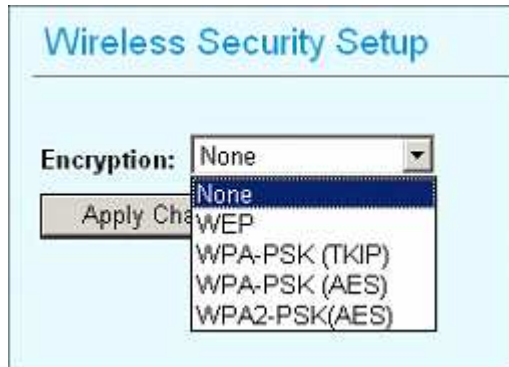 Wireless Security Setup
Encryption: None
None
Apply Cha
WEP
WPA-PSK (TKIP)
WPA-PSK (AES)
WPA2-PSK(AES)